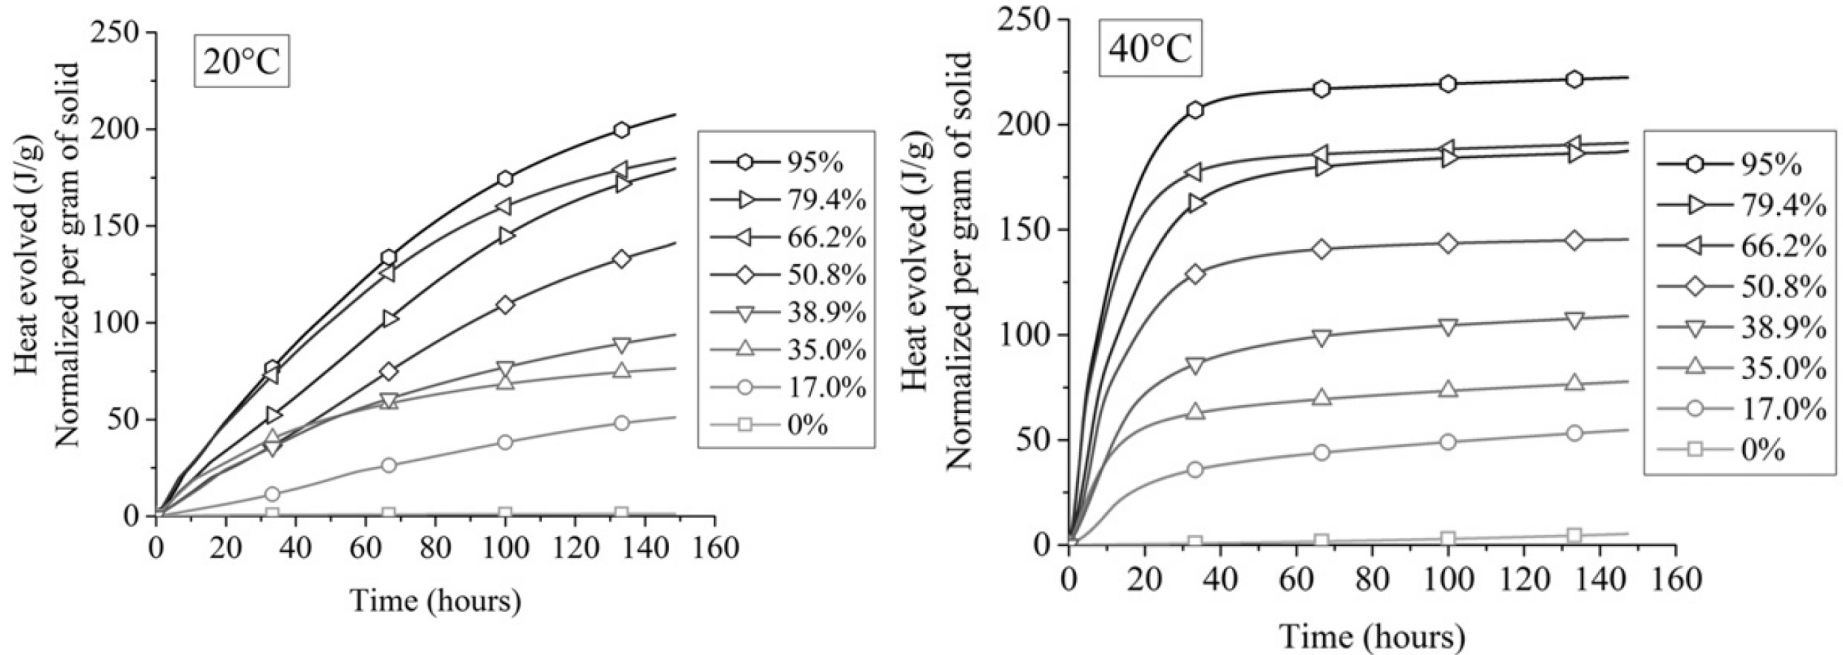 20°C
Heat evolved (J/g)
Normalized per gram of solid
250
200
150
100
50
0
0 20 40 60 80 100 120 140 160
Time (hours)
95%
79.4%
66.2%
50.8%
38.9%
35.0%
17.0%
0%
40°C
Heat evolved (J/g)
Normalized per gram of solid
250
200
150
100
50
0
0 20 40 60 80 100 120 140 160
Time (hours)
95%
79.4%
66.2%
50.8%
38.9%
35.0%
17.0%
0%